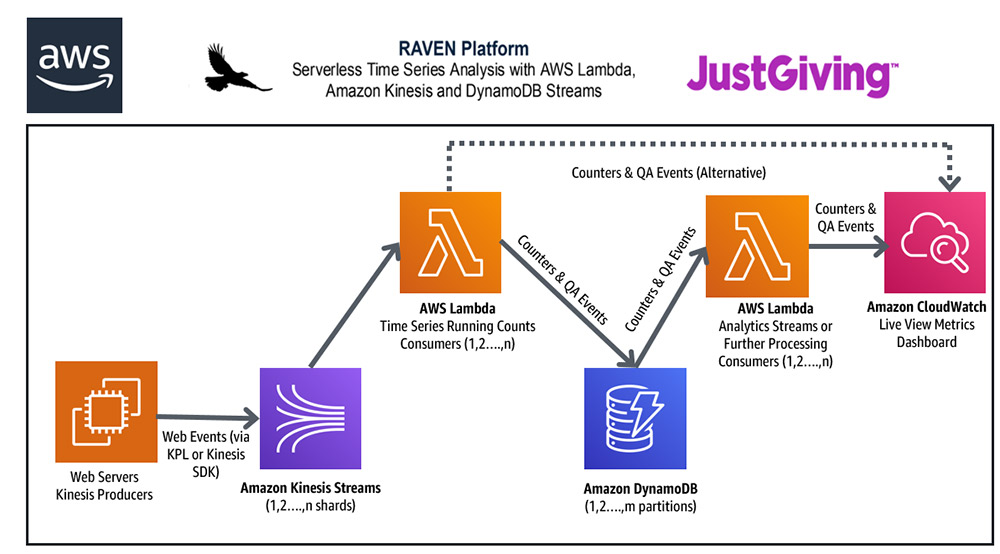 aws
RAVEN Platform
Serverless Time Series Analysis with AWS Lambda,
Amazon Kinesis and DynamoDB Streams
JustGiving™
Counters & QA Events (Alternative)
Counters &
QA Events
Counters & QA Events
Counters & QA Events
AWS Lambda
Time Series Running Counts
Consumers (1,2....,n)
AWS Lambda
Analytics Streams or
Further Processing
Consumers (1,2....,n)
Amazon CloudWatch
Live View Metrics
Dashboard
Web Events (via
KPL or Kinesis
SDK)
Web Servers
Kinesis Producers
Amazon Kinesis Streams
(1,2....,n shards)
Amazon DynamoDB
(1,2....,m partitions)